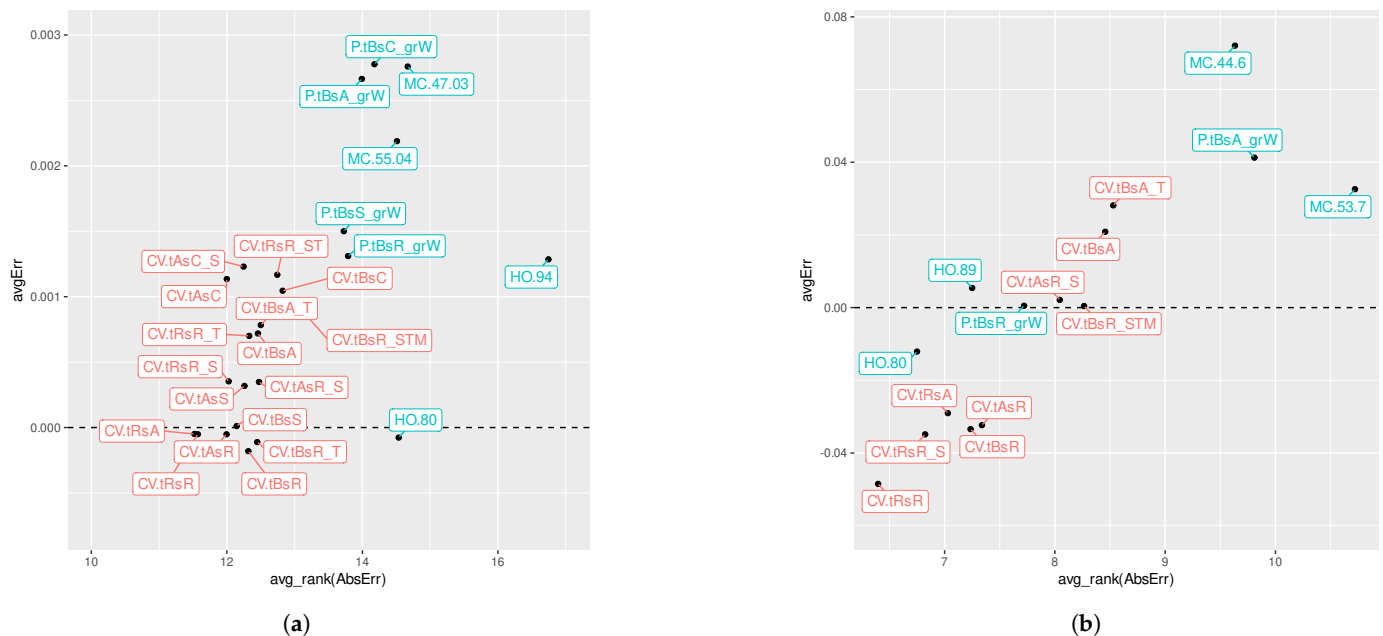 0.003
0.002
0.001
0.000
avgErr
10
12
14
16
avg_rank(AbsErr)
P.tBsC_grW
MC.47.03
P.tBsA_grW
MC.55.04
P.tBsS_grW
CV.tRsR_ST
P.tBsR_grW
CV.tAsC_S
HO.94
CV.tBsC
CV.tAsC
CV.tBsA_T
CV.tRsR_T
CV.tBsR_STM
CV.tBsA
CV.tRsR_S
CV.tAsR_S
CV.tAsS
CV.tBsS
HO.80
CV.tRsA
CV.tAsR
CV.tBsR_T
CV.tRsR
CV.tBsR
(a)
0.08
0.04
0.00
-0.04
avgErr
7
8
9
10
avg_rank(AbsErr)
MC.44.6
P.tBsA_grW
CV.tBsA_T
MC.53.7
CV.tBsA
HO.89
CV.tAsR_S
P.tBsR_grW
CV.tBsR_STM
HO.80
CV.tRsA
CV.tAsR
CV.tRsR_S
CV.tBsR
CV.tRsR
(b)